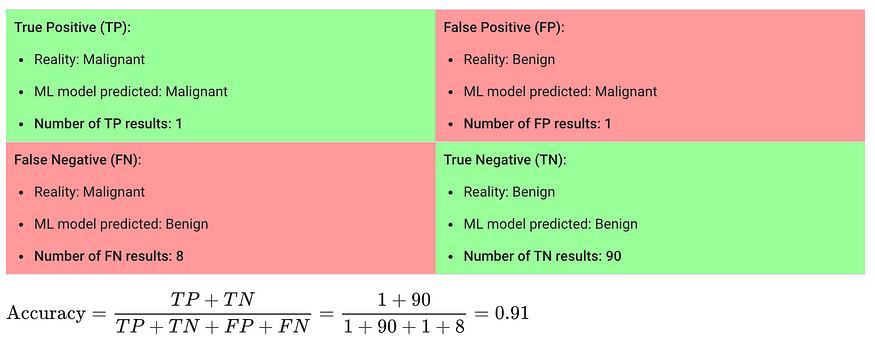 True Positive (TP):
• Reality: Malignant
• ML model predicted: Malignant
• Number of TP results: 1
False Positive (FP):
• Reality: Benign
• ML model predicted: Malignant
• Number of FP results: 1
False Negative (FN):
• Reality: Malignant
• ML model predicted: Benign
• Number of FN results: 8
True Negative (TN):
• Reality: Benign
• ML model predicted: Benign
• Number of TN results: 90
Accuracy = \frac{TP + TN}{TP + TN + FP + FN} = \frac{1 + 90}{1 + 90 + 1 + 8} = 0.91